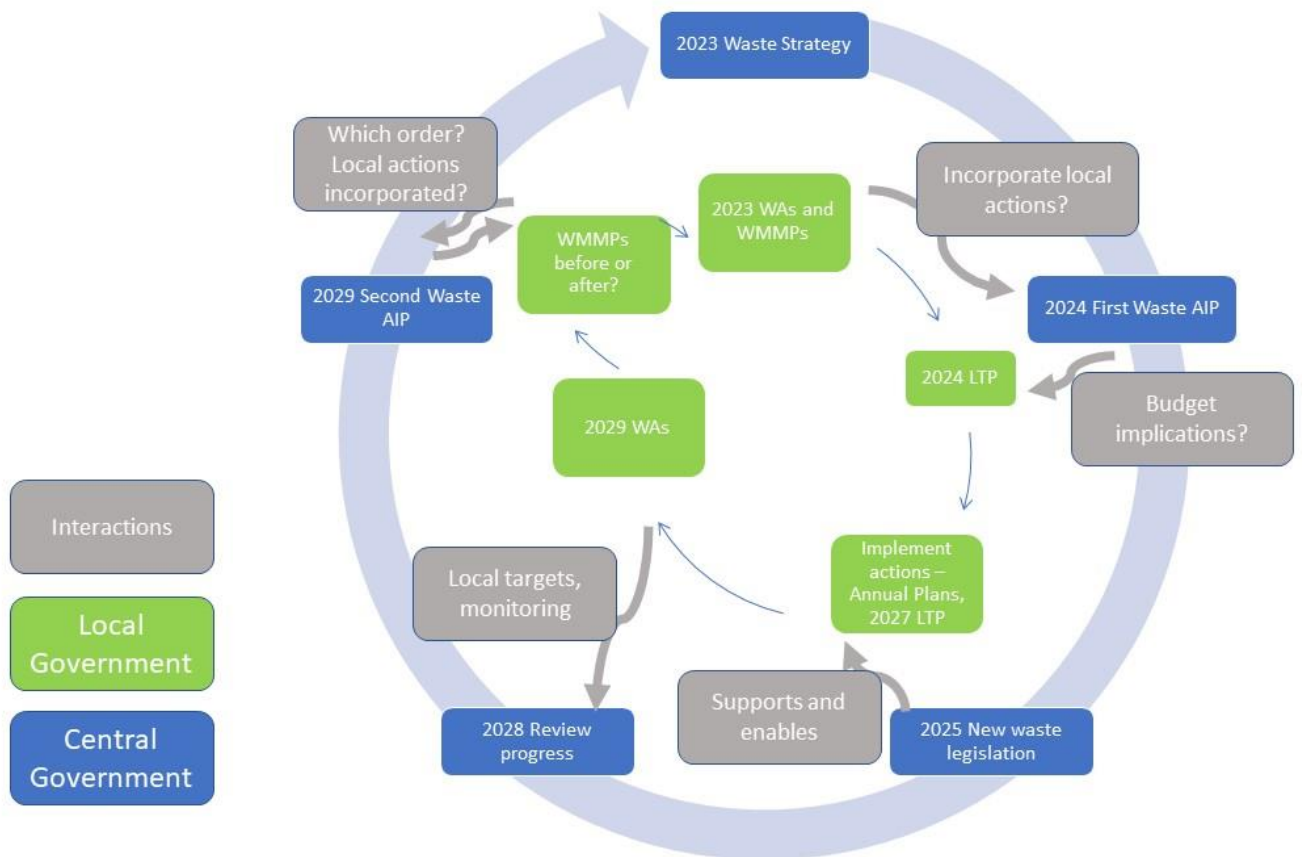 2023 Waste Strategy
Which order?
Local actions
incorporated?
Incorporate local
actions?
2023 WAs and
WMMPs
WMMPs
before or
after?
2029 Second Waste
AIP
2024 First Waste AIP
2024 LTP
Budget
implications?
2029 WAs
Interactions
Implement
actions –
Annual Plans,
2027 LTP
Local targets,
monitoring
Local
Government
Supports and
enables
2028 Review
progress
2025 New waste
legislation
Central
Government